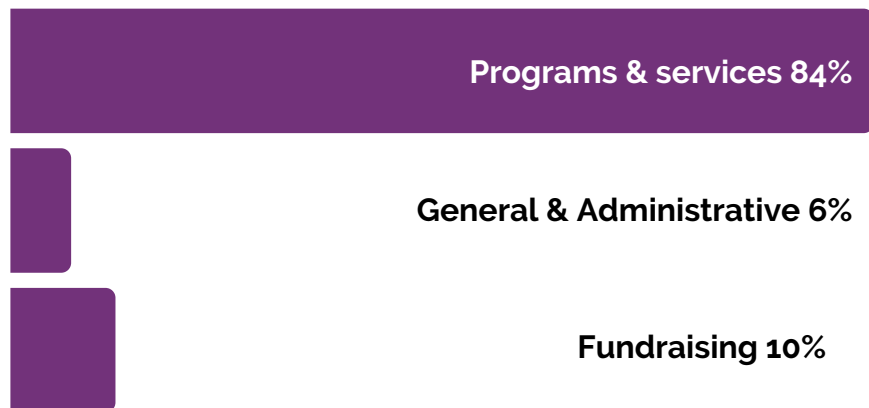 Programs & services 84%
General & Administrative 6%
Fundraising 10%